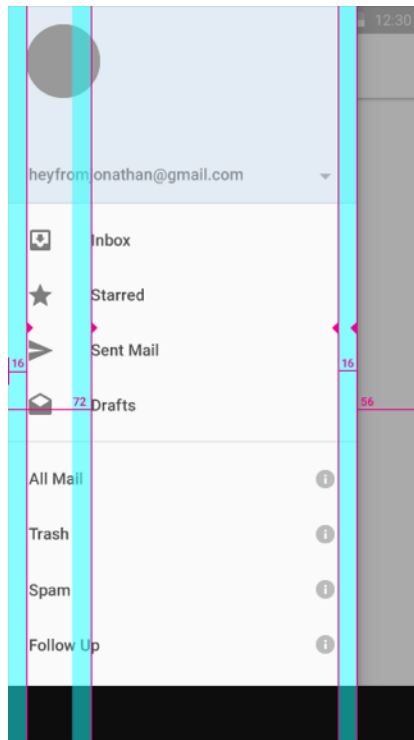 12:30
heyfromjonathan@gmail.com
Inbox
Starred
Sent Mail
16
16
72
Drafts
56
All Mail
Trash
Spam
Follow Up